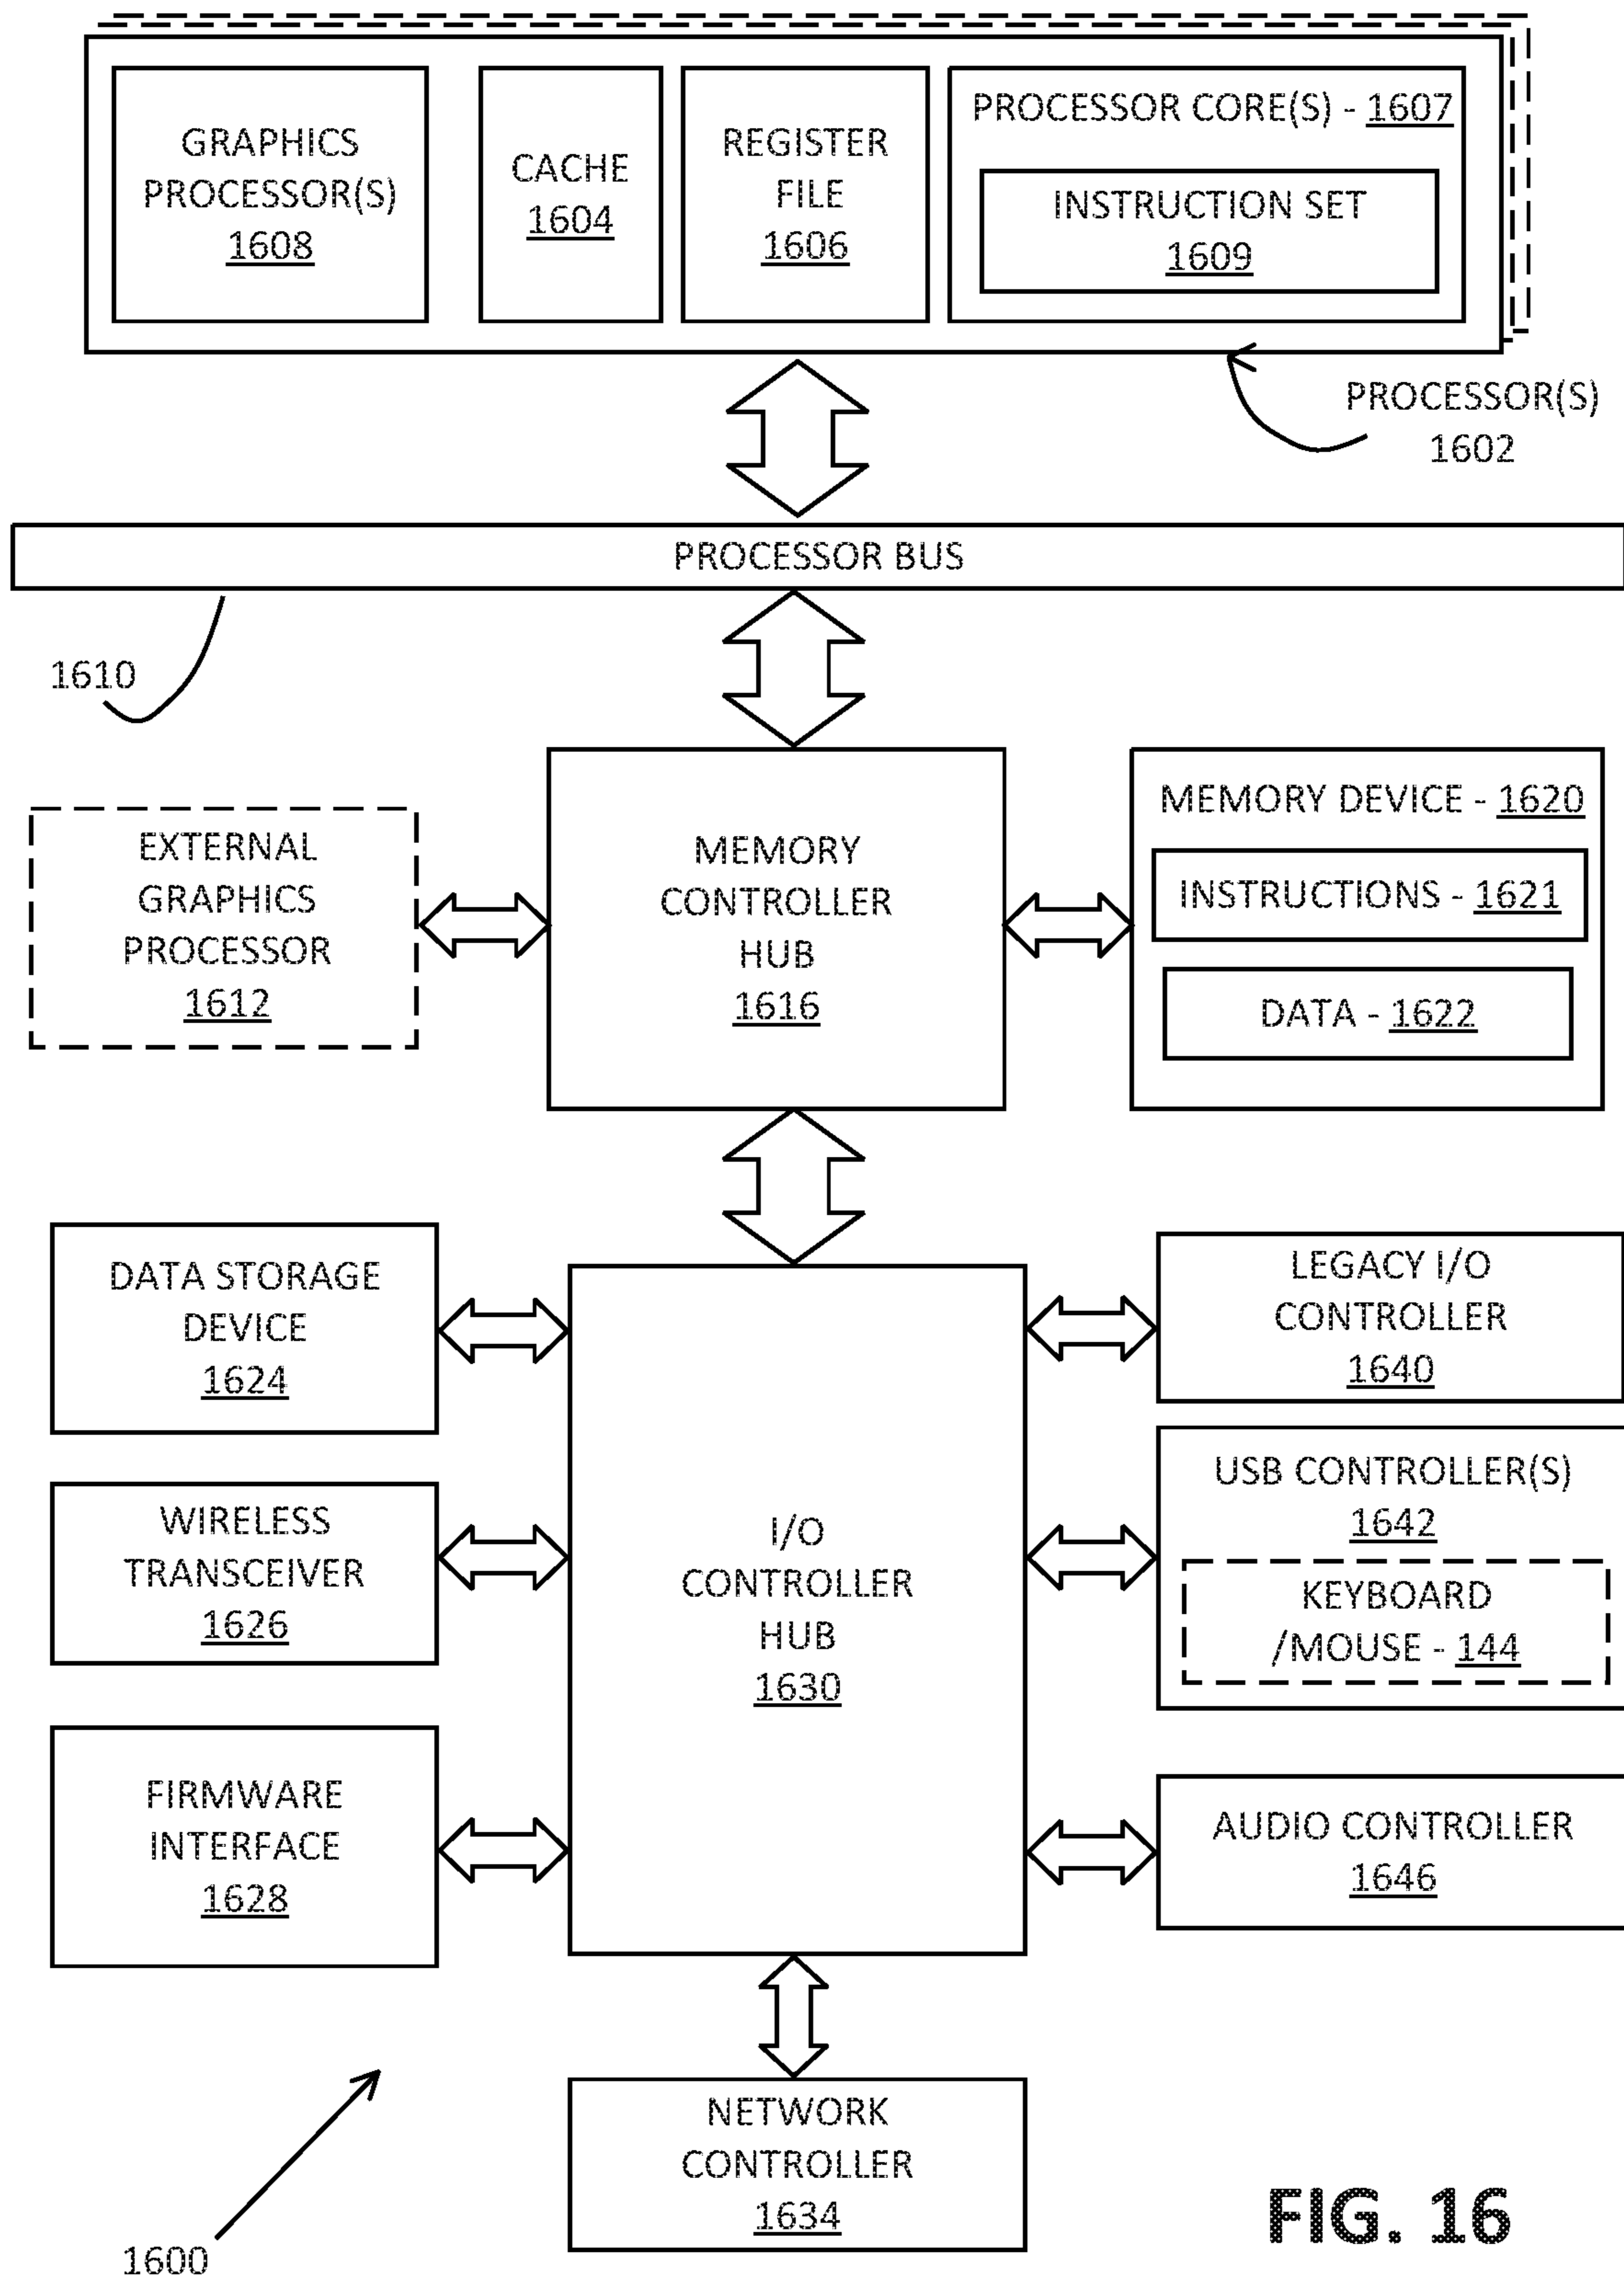 GRAPHICS
PROCESSOR(S)
1608
CACHE
1604
REGISTER
FILE
1606
PROCESSOR CORE(S) - 1607
INSTRUCTION SET
1609
PROCESSOR(S)
1602
PROCESSOR BUS
1610
EXTERNAL
GRAPHICS
PROCESSOR
1612
MEMORY
CONTROLLER
HUB
1616
MEMORY DEVICE - 1620
INSTRUCTIONS - 1621
DATA - 1622
DATA STORAGE
DEVICE
1624
WIRELESS
TRANSCEIVER
1626
FIRMWARE
INTERFACE
1628
I/O
CONTROLLER
HUB
1630
LEGACY I/O
CONTROLLER
1640
USB CONTROLLER(S)
1642
KEYBOARD
/MOUSE - 144
AUDIO CONTROLLER
1646
NETWORK
CONTROLLER
1634
1600
FIG. 16